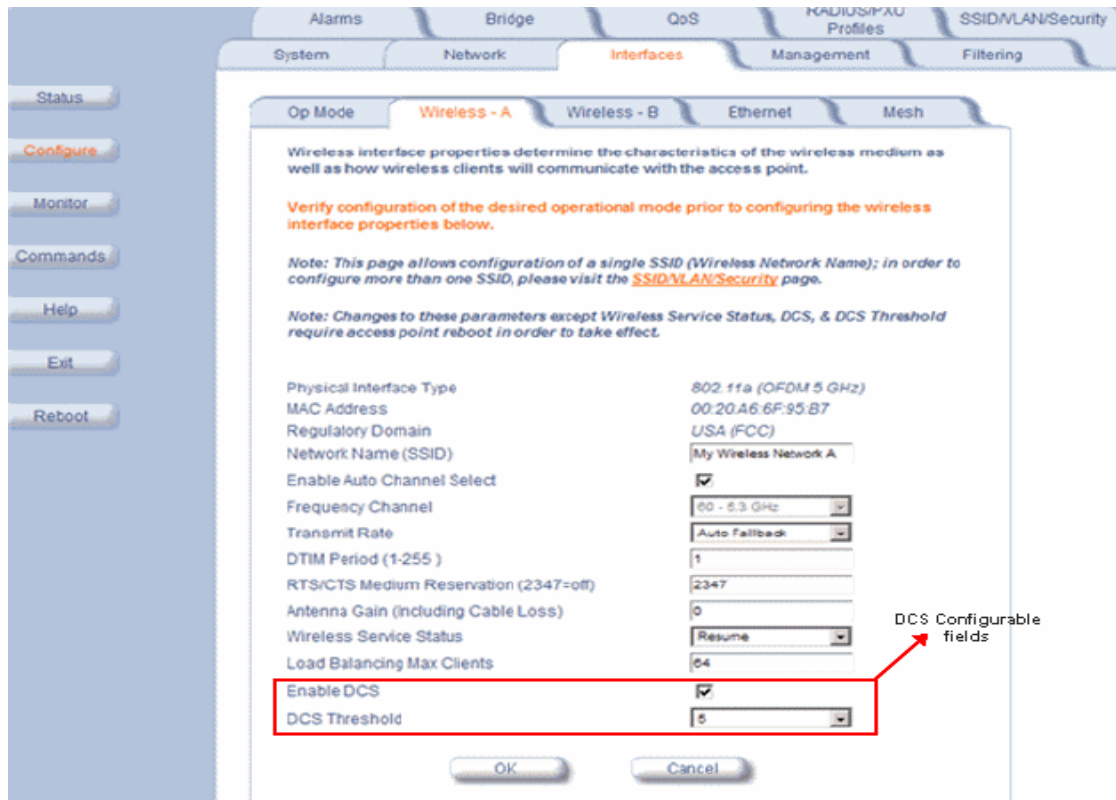 Alarms Bridge QoS RADIUS/PXU Profiles SSID/VLAN/Security
System Network Interfaces Management Filtering
Status
Configure
Monitor
Commands
Help
Exit
Reboot
Op Mode Wireless - A Wireless - B Ethernet Mesh
Wireless interface properties determine the characteristics of the wireless medium as
well as how wireless clients will communicate with the access point.
Verify configuration of the desired operational mode prior to configuring the wireless
interface properties below.
Note: This page allows configuration of a single SSID (Wireless Network Name); in order to
configure more than one SSID, please visit the SSID/VLAN/Security page.
Note: Changes to these parameters except Wireless Service Status, DCS, & DCS Threshold
require access point reboot in order to take effect.
Physical Interface Type 802.11a (OFDM 5 GHz)
MAC Address 00:20:A6:6F:95:B7
Regulatory Domain USA (FCC)
Network Name (SSID) My Wireless Network A
Enable Auto Channel Select
Frequency Channel 60 - 5.3 GHz
Transmit Rate Auto Fallback
DTIM Period (1-255 ) 1
RTS/CTS Medium Reservation (2347=off) 2347
Antenna Gain (Including Cable Loss) 0
Wireless Service Status Resume
Load Balancing Max Clients 64
Enable DCS
DCS Threshold 5
DCS Configurable
fields
OK Cancel